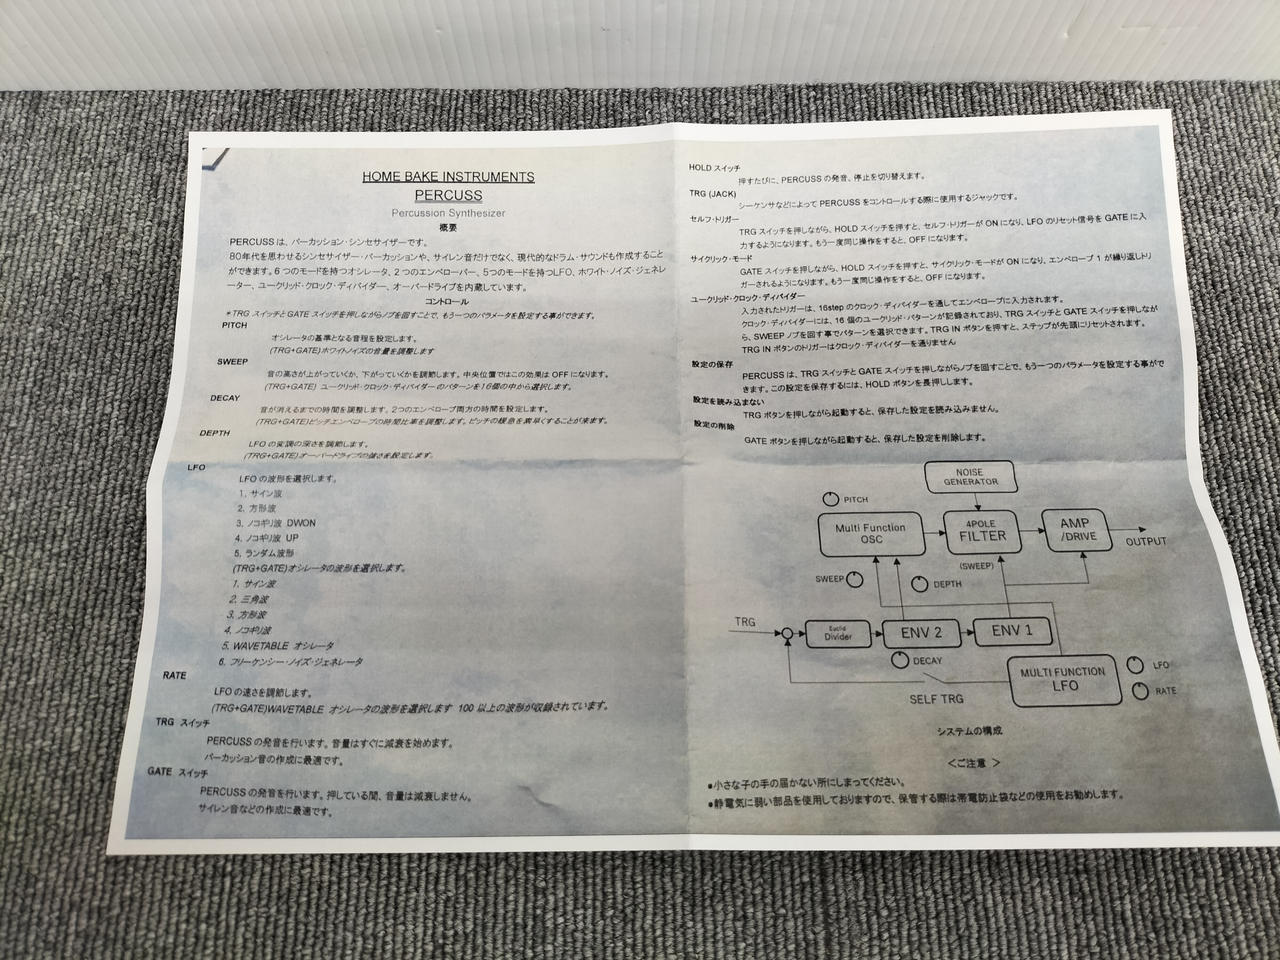 HOME BAKE INSTRUMENTS
PERCUSS
Percussion Synthesizer
概要
PERCUSS は、パーカッション・シンセサイザーです。
80年代を思わせるシンセサイザー・パーカッションや、サイレン音だけでなく、現代的なドラム・サウンドも作成すること
ができます。6 つのモードを持つオシレータ、2 つのエンベローパー、5つのモードを持つLFO、ホワイト・ノイズ・ジェネレ
ーター、ユークリッド・クロック・ディバイダー、オーバードライブを内蔵しています。
コントロール
＊TRG スイッチとGATE スイッチを押しながらノブを回すことで、もう一つのパラメータを設定する事ができます。
PITCH
オシレータの基準となる音程を設定します。
(TRG+GATE)ホワイトノイズの音量を調整します
SWEEP
音の高さが上がっていくか、下がっていくかを調節します。中央位置ではこの効果は OFF になります。
(TRG+GATE) ユークリッド・クロック・ディバイダーのパターンを16個の中から選択します。
DECAY
音が消えるまでの時間を調整します。2つのエンベロープ両方の時間を設定します。
(TRG+GATE)ピッチエンベロープの時間比率を調整します。ピッチの緩急を素早くすることが来ます。
DEPTH
LFO の変調の深さを調節します。
(TRG+GATE)オーバードライブの強さを設定します。
LFO
LFO の波形を選択します。
1. サイン波
2. 方形波
3. ノコギリ波 DWON
4. ノコギリ波 UP
5. ランダム波形
(TRG+GATE)オシレータの波形を選択します。
1. サイン波
2. 三角波
3. 方形波
4. ノコギリ波
5. WAVETABLE オシレータ
6. フリーケンシー・ノイズ・ジェネレータ
RATE
LFO の速さを調節します。
(TRG+GATE)WAVETABLE オシレータの波形を選択します 100 以上の波形が収録されています。
TRG スイッチ
PERCUSS の発音を行います。音量はすぐに減衰を始めます。
パーカッション音の作成に最適です。
GATE スイッチ
PERCUSS の発音を行います。押している間、音量は減衰しません。
サイレン音などの作成に最適です。
HOLD スイッチ
押すたびに、PERCUSS の発音、停止を切り替えます。
TRG (JACK)
シーケンサなどによって PERCUSS をコントロールする際に使用するジャックです。
セルフ・トリガー
TRG スイッチを押しながら、HOLD スイッチを押すと、セルフ・トリガーが ON になり、LFO のリセット信号を GATE に入
力するようになります。もう一度同じ操作をすると、OFF になります。
サイクリック・モード
GATE スイッチを押しながら、HOLD スイッチを押すと、サイクリック・モードが ON になり、エンベロープ 1 が繰り返しトリ
ガーされるようになります。もう一度同じ操作をすると、OFF になります。
ユークリッド・クロック・ディバイダー
入力されたトリガーは、16step のクロック・ディバイダーを通してエンベロープに入力されます。
クロック・ディバイダーには、16 個のユークリッド・パターンが記録されており、TRG スイッチと GATE スイッチを押しなが
ら、SWEEP ノブを回す事でパターンを選択できます。TRG IN ボタンを押すと、ステップが先頭にリセットされます。
TRG IN ボタンのトリガーはクロック・ディバイダーを通りません
設定の保存
PERCUSS は、TRG スイッチと GATE スイッチを押しながらノブを回すことで、もう一つのパラメータを設定する事がで
きます。この設定を保存するには、HOLD ボタンを長押しします。
設定を読み込まない
TRG ボタンを押しながら起動すると、保存した設定を読み込みません。
設定の削除
GATE ボタンを押しながら起動すると、保存した設定を削除します。
NOISE
GENERATOR
PITCH
Multi Function
OSC
4POLE
FILTER
(SWEEP)
AMP
/DRIVE
OUTPUT
SWEEP
DEPTH
TRG
Euclid
Divider
ENV 2
ENV 1
DECAY
MULTI FUNCTION
LFO
LFO
RATE
SELF TRG
システムの構成
＜ご注意 ＞
●小さな子の手の届かない所にしまってください。
●静電気に弱い部品を使用しておりますので、保管する際は帯電防止袋などの使用をお勧めします。